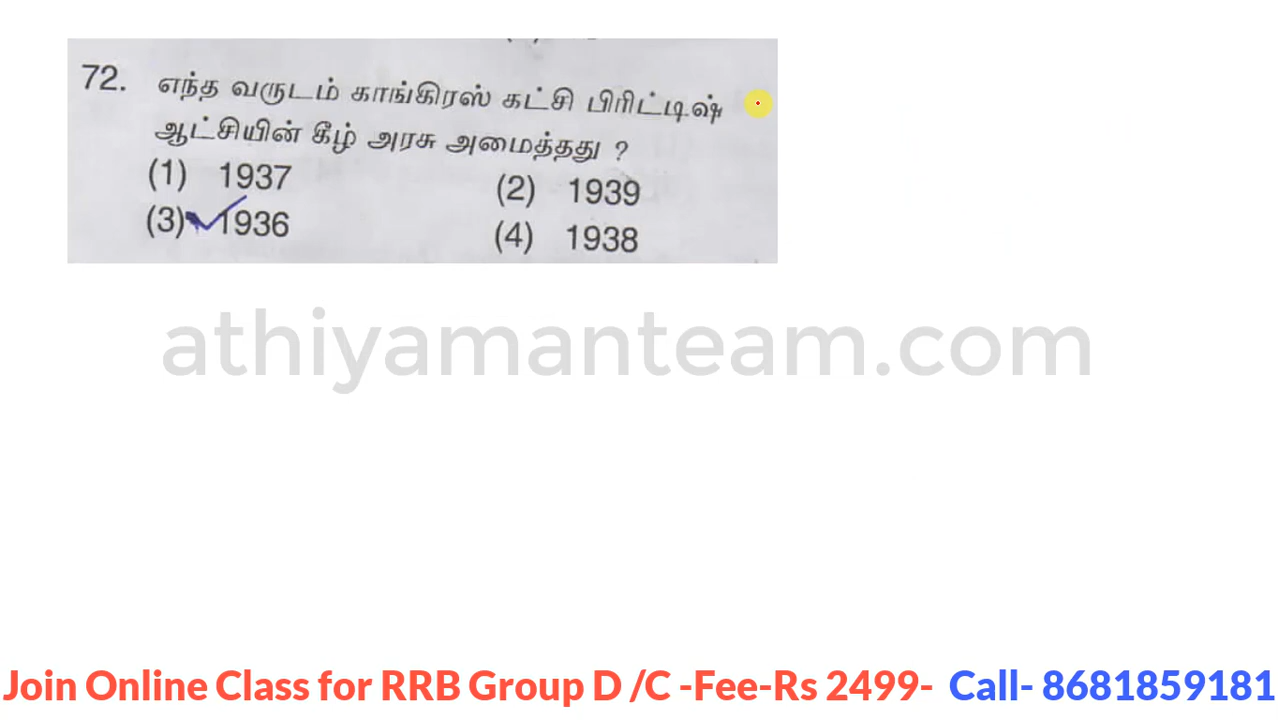 72. எந்த வருடம் காங்கிரஸ் கட்சி பிரிட்டிஷ்
ஆட்சியின் கீழ் அரசு அமைத்தது ?
(1) 1937 (2) 1939
(3) 1936 (4) 1938
athiyamanteam.com
Join Online Class for RRB Group D /C -Fee-Rs 2499- Call- 8681859181